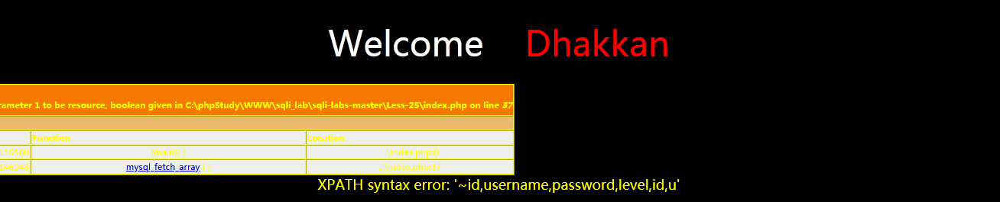 Welcome Dhakkan
rameter 1 to be resource, boolean given in C:\phpStudy\WWW\sqli_lab\sqli-labs-master\Less-25\index.php on line 37
Function Location
{main}( ) ..\index.php:0
mysql_fetch_array ( ) ..\index.php:37
XPATH syntax error: '~id,username,password,level,id,u'